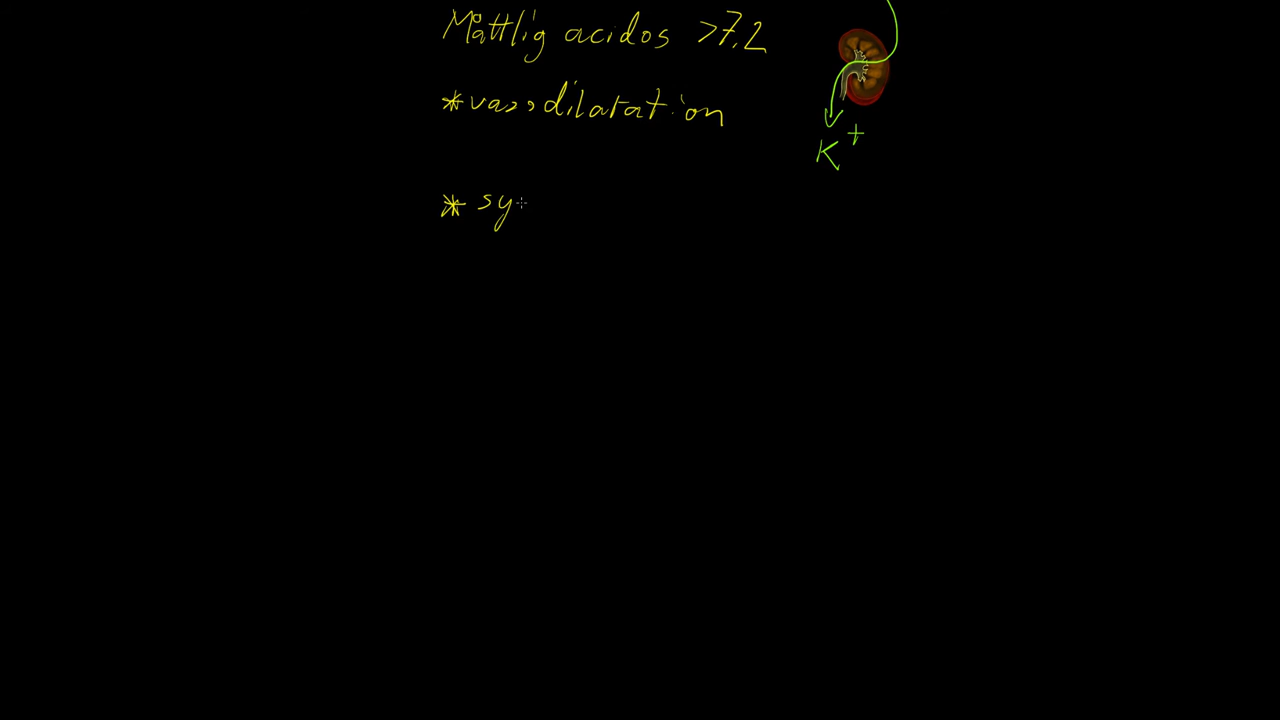 Måttlig acidos >7.2
*vasodilatation
K+
* sy